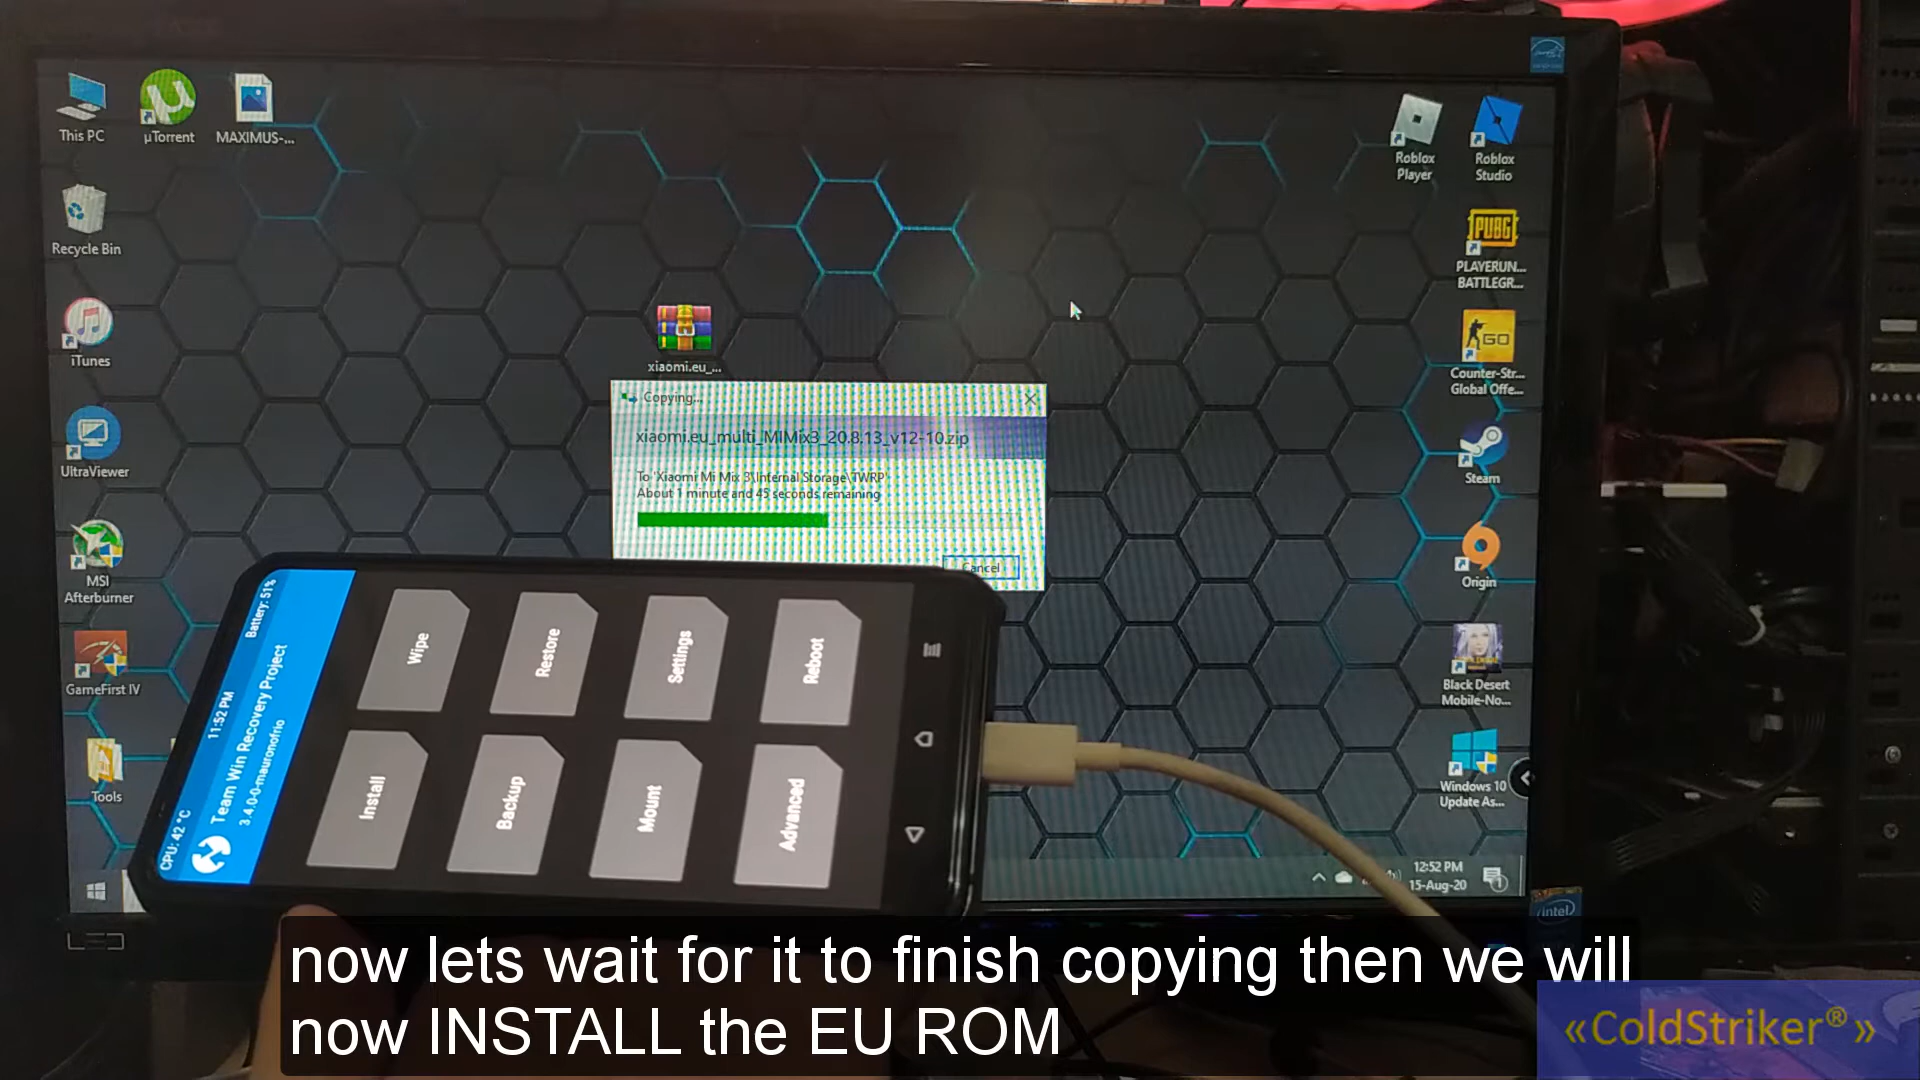 This PC
µTorrent
MAXIMUS-...
Recycle Bin
iTunes
UltraViewer
MSI
Afterburner
GameFirst IV
Tools
xiaomi.eu_...
Copying...
xiaomi.eu_multi_MIMix3_20.8.13_v12-10.zip
To 'Xiaomi Mi Mix 3\Internal Storage\TWRP'
About 1 minute and 45 seconds remaining
Cancel
Roblox
Player
Roblox
Studio
PUBG
PLAYERUN...
BATTLEGR...
GO
Counter-Str...
Global Offe...
Steam
Origin
Black Desert
Mobile-No...
Windows 10
Update As...
12:52 PM
15-Aug-20
1
intel
LED
CPU: 42 °C
11:52 PM
Battery: 51%
Team Win Recovery Project
3.4.0-0-mauronofrio
Install
Wipe
Backup
Restore
Mount
Settings
Advanced
Reboot
now lets wait for it to finish copying then we will
now INSTALL the EU ROM
«ColdStriker®»